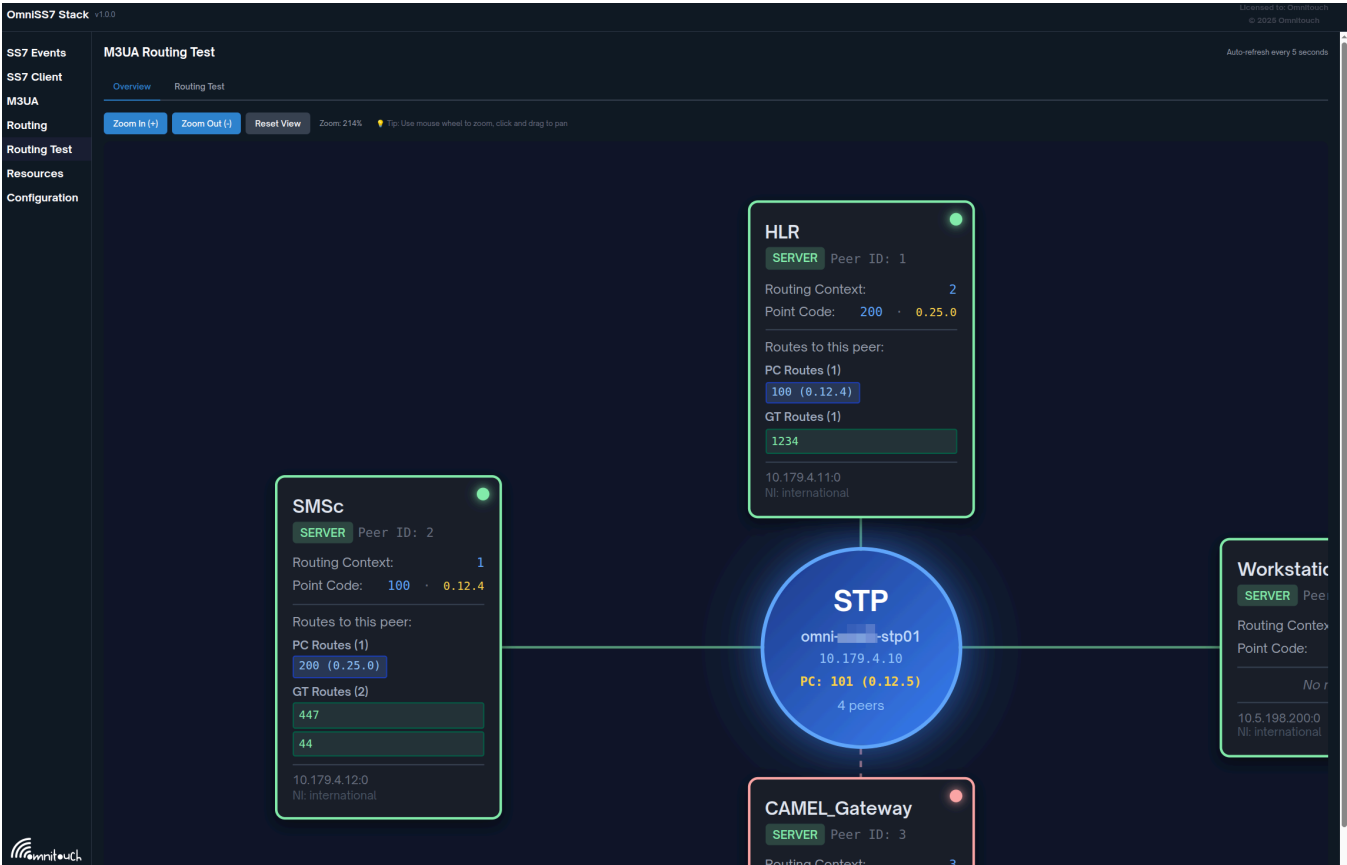 OmniSS7 Stack v1.0.0
Licensed to: Omnitouch
© 2025 Omnitouch
SS7 Events
SS7 Client
M3UA
Routing
Routing Test
Resources
Configuration
M3UA Routing Test
Auto-refresh every 5 seconds
Overview
Routing Test
Zoom In (+)
Zoom Out (-)
Reset View
Zoom: 214%
Tip: Use mouse wheel to zoom, click and drag to pan
HLR
SERVER Peer ID: 1
Routing Context: 2
Point Code: 200 · 0.25.0
Routes to this peer:
PC Routes (1)
100 (0.12.4)
GT Routes (1)
1234
10.179.4.11:0
NI: international
SMSc
SERVER Peer ID: 2
Routing Context: 1
Point Code: 100 · 0.12.4
Routes to this peer:
PC Routes (1)
200 (0.25.0)
GT Routes (2)
447
44
10.179.4.12:0
NI: international
STP
omni- -stp01
10.179.4.10
PC: 101 (0.12.5)
4 peers
Workstatio
SERVER Peer
Routing Contex
Point Code:
No r
10.5.198.200:0
NI: international
CAMEL_Gateway
SERVER Peer ID: 3
Routing Context: 3
omnitouch